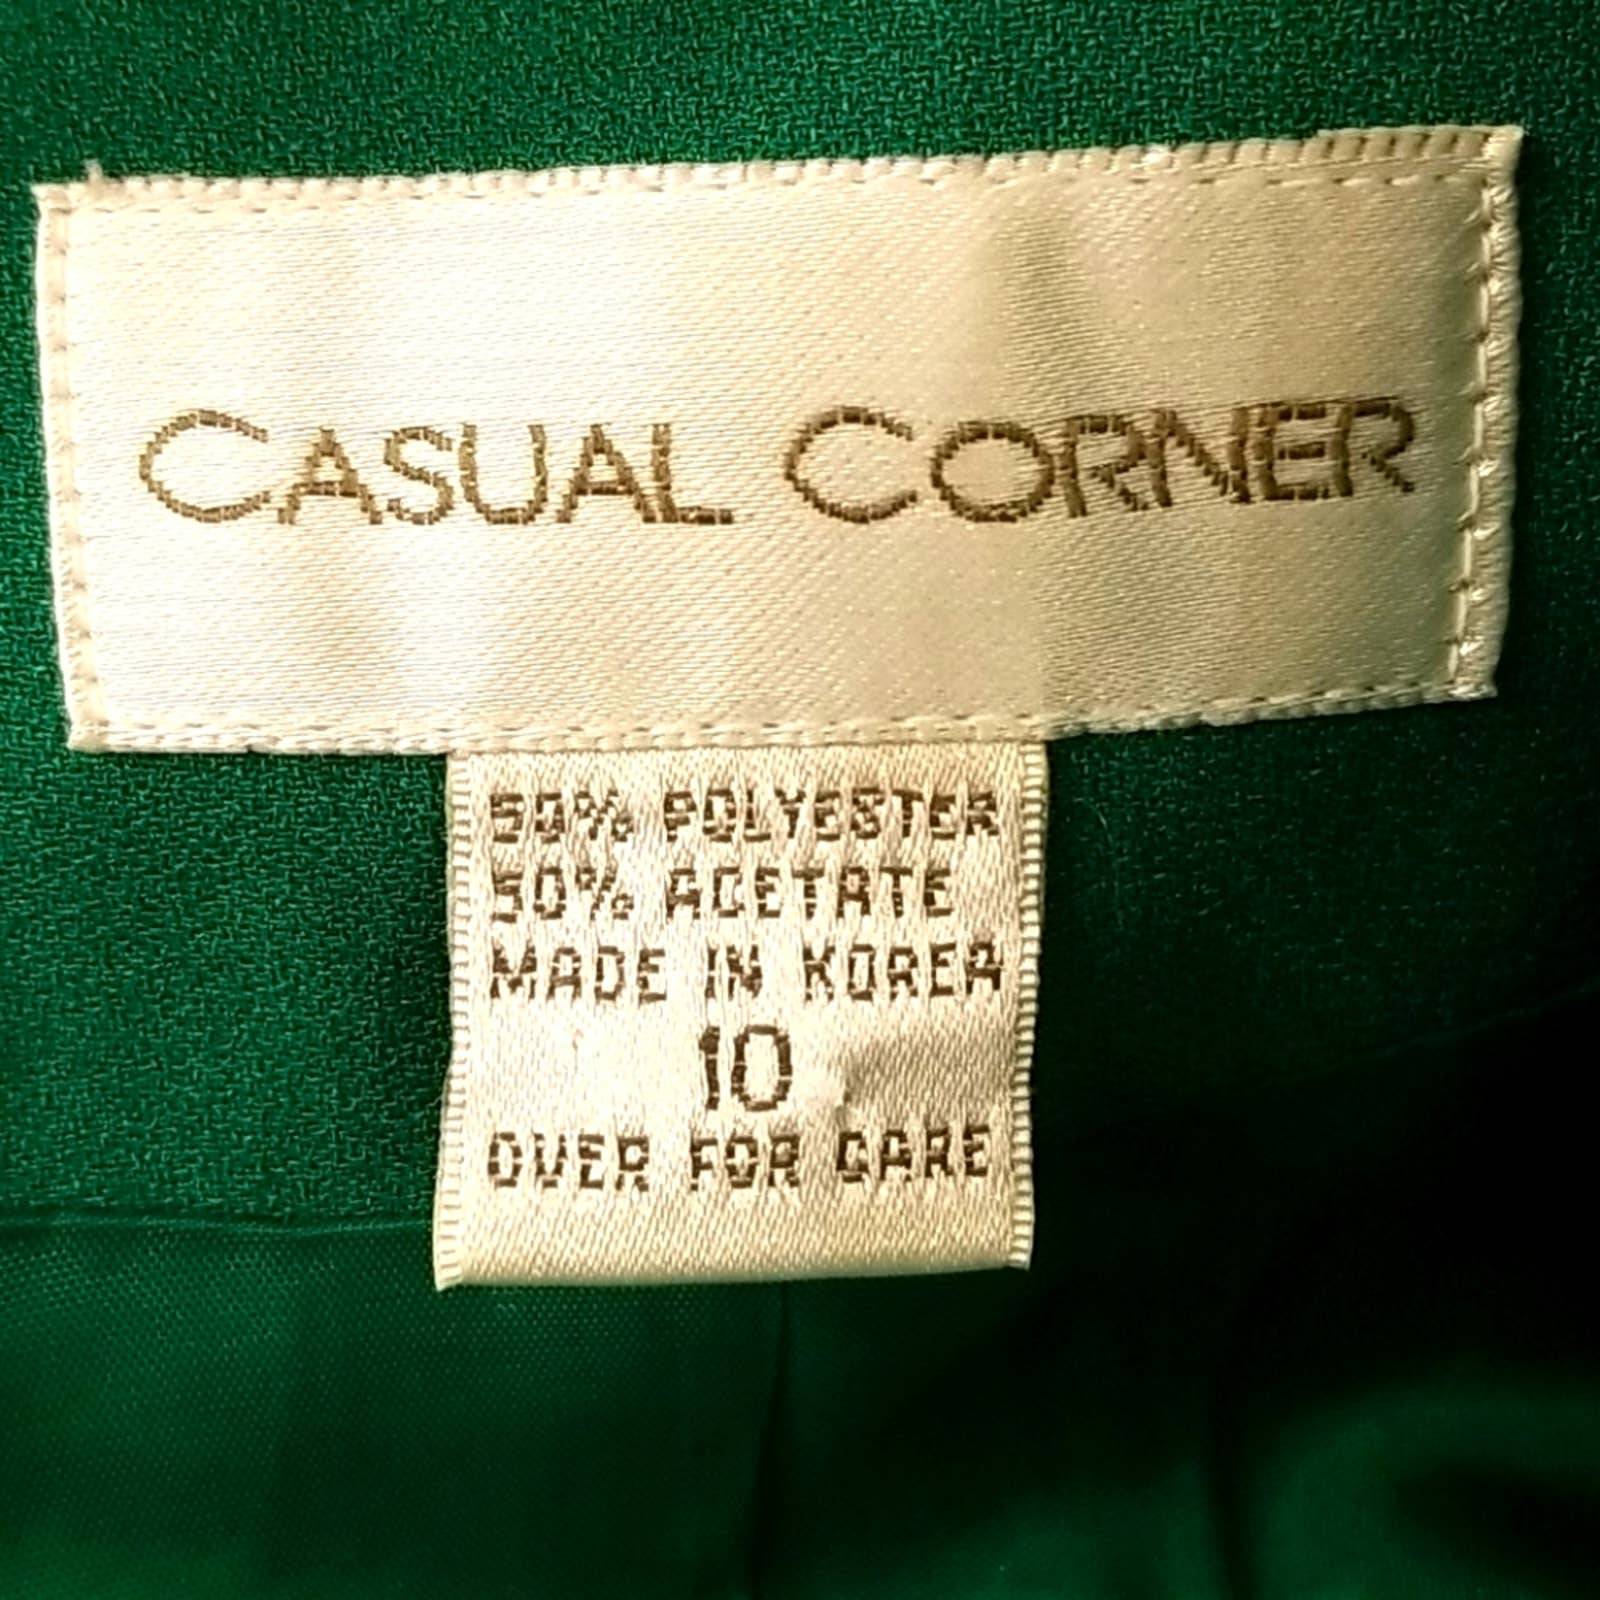 CASUAL CORNER
50% POLYESTER
50% ACETATE
MADE IN KOREA
10
OVER FOR CARE